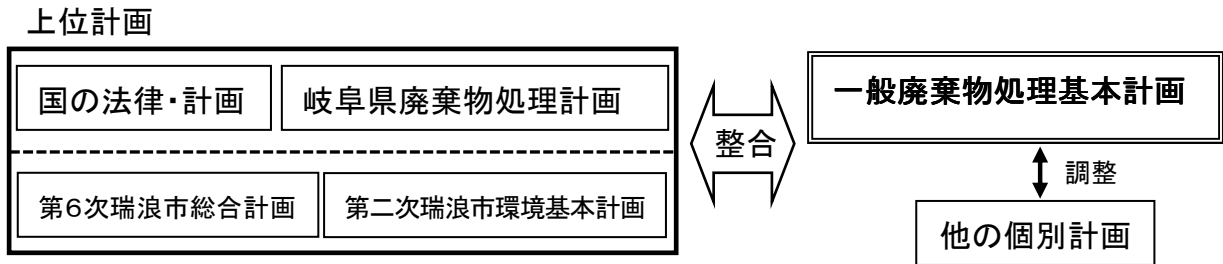 上位計画
国の法律・計画
岐阜県廃棄物処理計画
第６次瑞浪市総合計画
第二次瑞浪市環境基本計画
整合
一般廃棄物処理基本計画
調整
他の個別計画